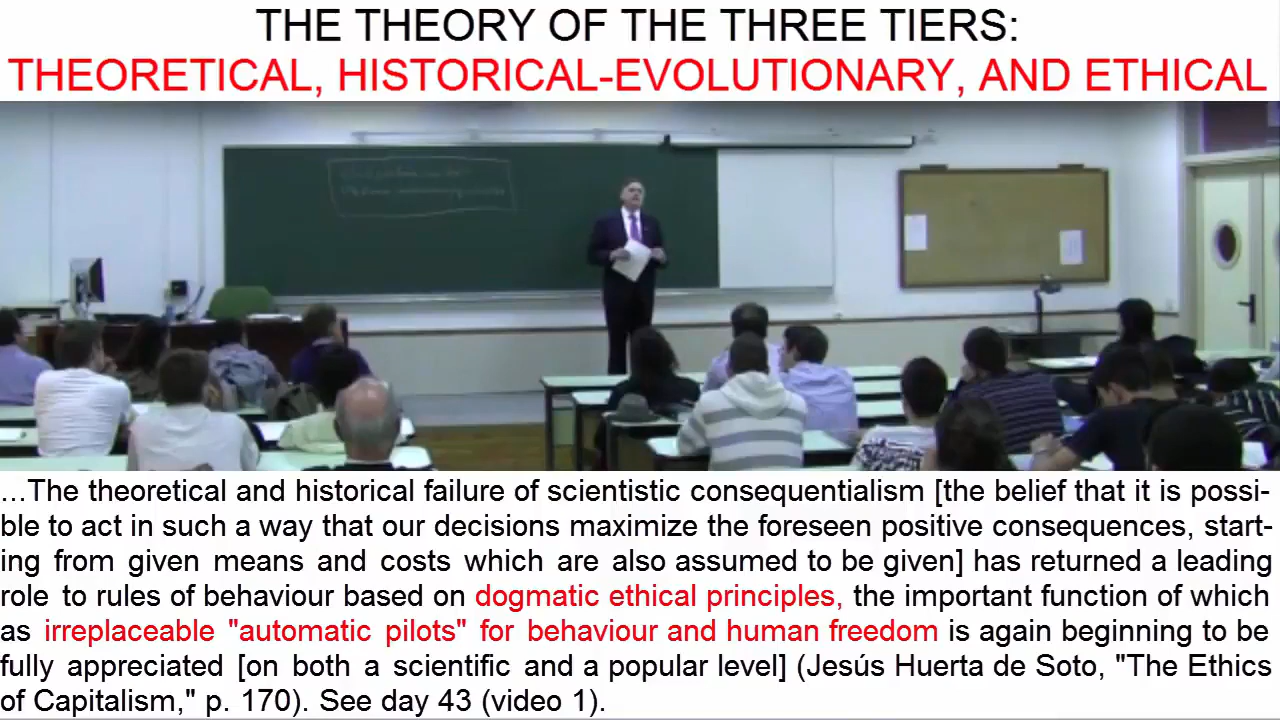 THE THEORY OF THE THREE TIERS:
THEORETICAL, HISTORICAL-EVOLUTIONARY, AND ETHICAL
...The theoretical and historical failure of scientistic consequentialism [the belief that it is possi-
ble to act in such a way that our decisions maximize the foreseen positive consequences, start-
ing from given means and costs which are also assumed to be given] has returned a leading
role to rules of behaviour based on dogmatic ethical principles, the important function of which
as irreplaceable "automatic pilots" for behaviour and human freedom is again beginning to be
fully appreciated [on both a scientific and a popular level] (Jesús Huerta de Soto, "The Ethics
of Capitalism," p. 170). See day 43 (video 1).